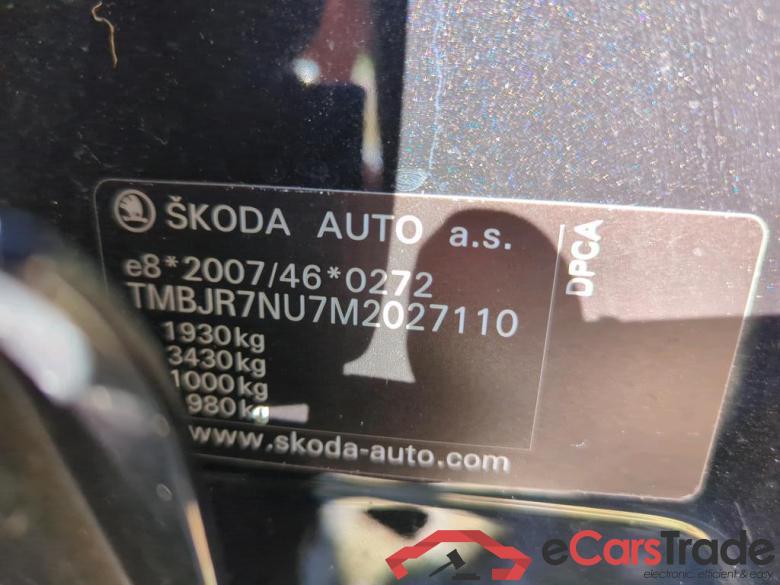 ŠKODA AUTO a.s.
DPCA
e8*2007/46*0272
TMBJR7NU7M2027110
1930kg
3430kg
1000kg
980kg
www.skoda-auto.com
eCarsTrade
electronic, efficient & easy